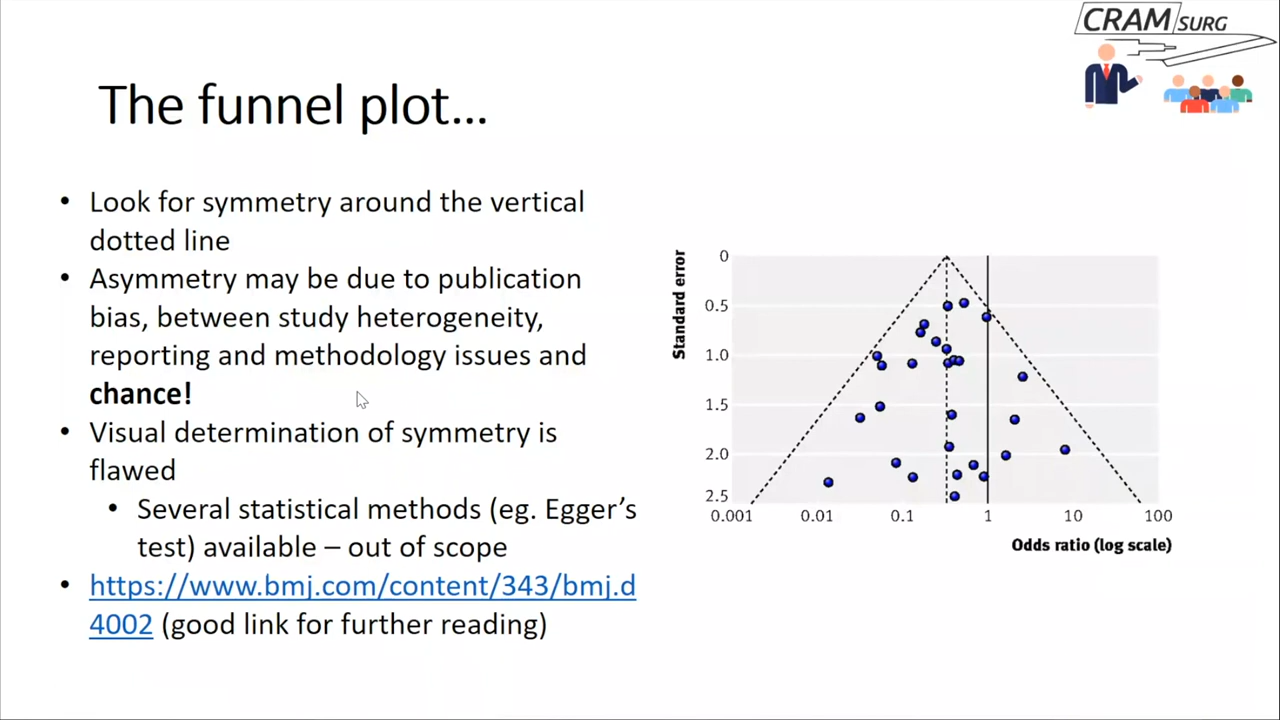 CRAM SURG
The funnel plot...
• Look for symmetry around the vertical
dotted line
• Asymmetry may be due to publication
bias, between study heterogeneity,
reporting and methodology issues and
chance!
• Visual determination of symmetry is
flawed
• Several statistical methods (eg. Egger’s
test) available – out of scope
• https://www.bmj.com/content/343/bmj.d
4002 (good link for further reading)
Standard error
0
0.5
1.0
1.5
2.0
2.5
0.001 0.01 0.1 1 10 100
Odds ratio (log scale)